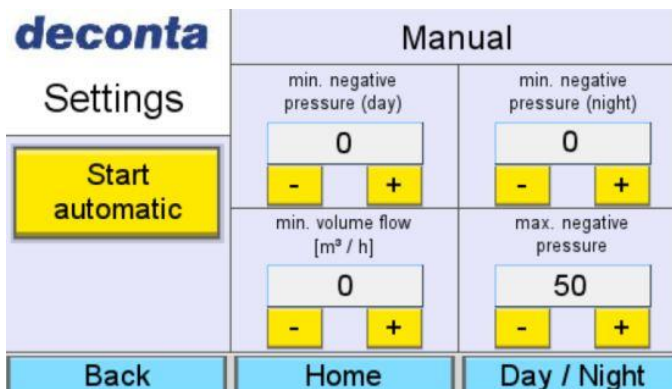 deconta
Manual
Settings
Start
automatic
min. negative
pressure (day)
0
- +
min. negative
pressure (night)
0
- +
min. volume flow
[m³ / h]
0
- +
max. negative
pressure
50
- +
Back
Home
Day / Night